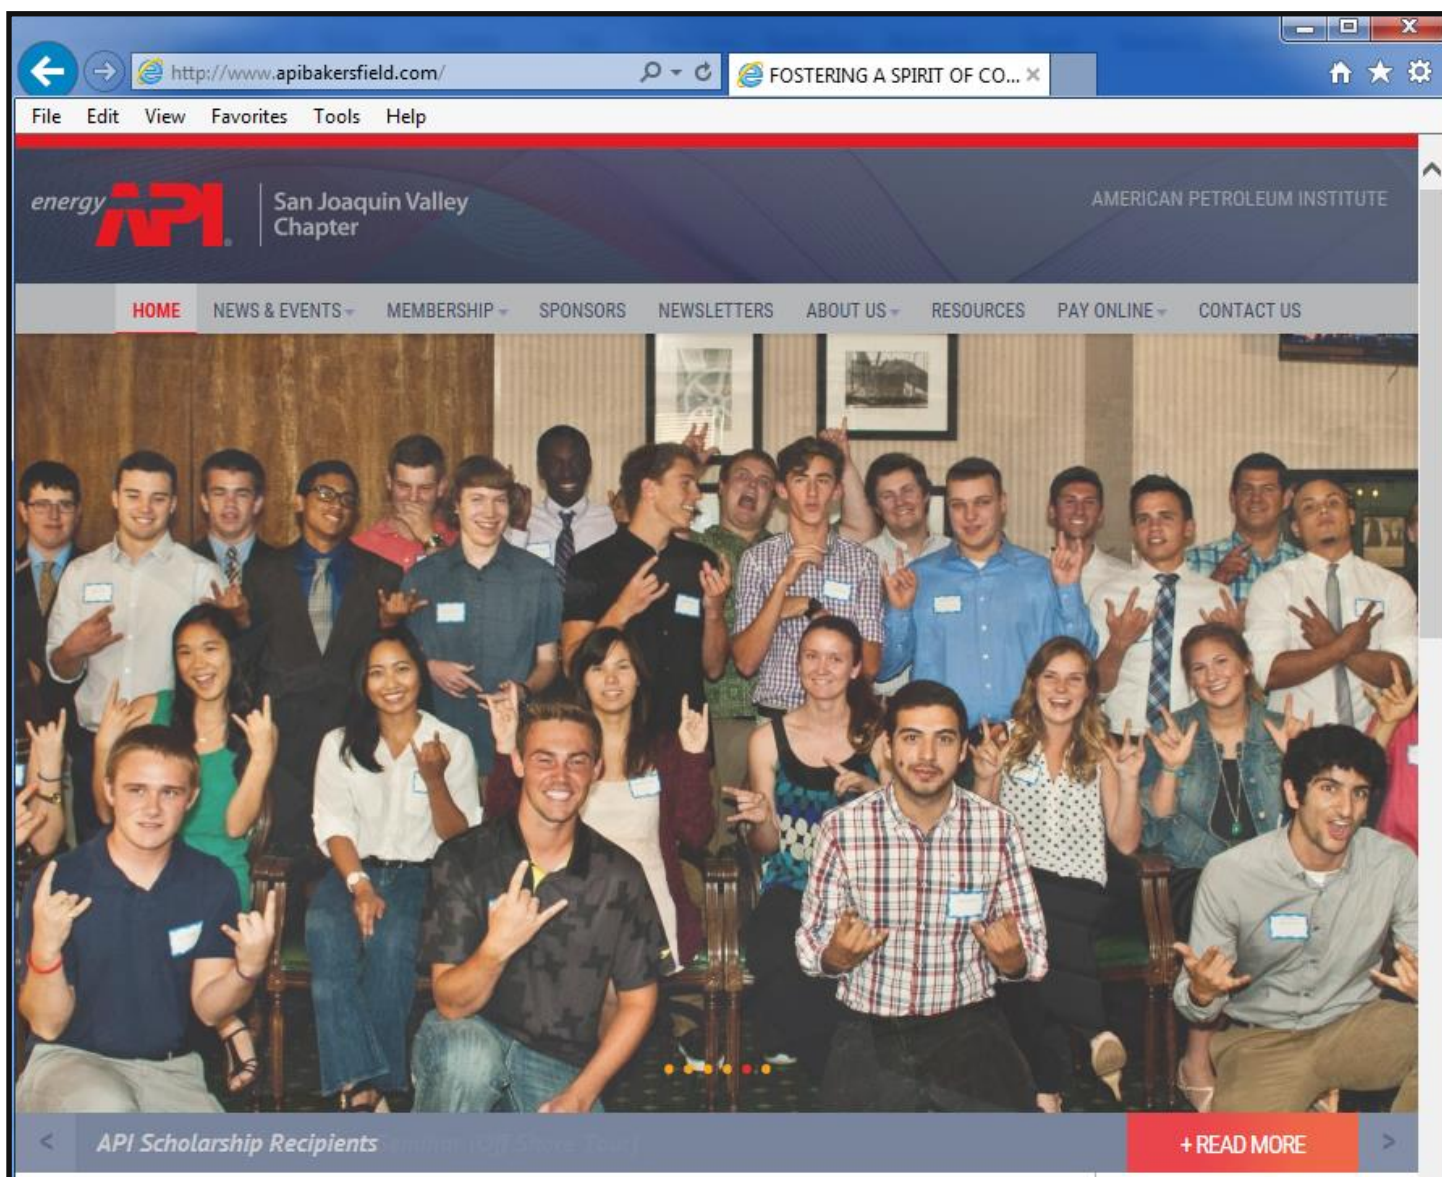 http://www.apibakersfield.com/
FOSTERING A SPIRIT OF CO...
File Edit View Favorites Tools Help
energy API
San Joaquin Valley
Chapter
AMERICAN PETROLEUM INSTITUTE
HOME NEWS & EVENTS MEMBERSHIP SPONSORS NEWSLETTERS ABOUT US RESOURCES PAY ONLINE CONTACT US
< API Scholarship Recipients + READ MORE >